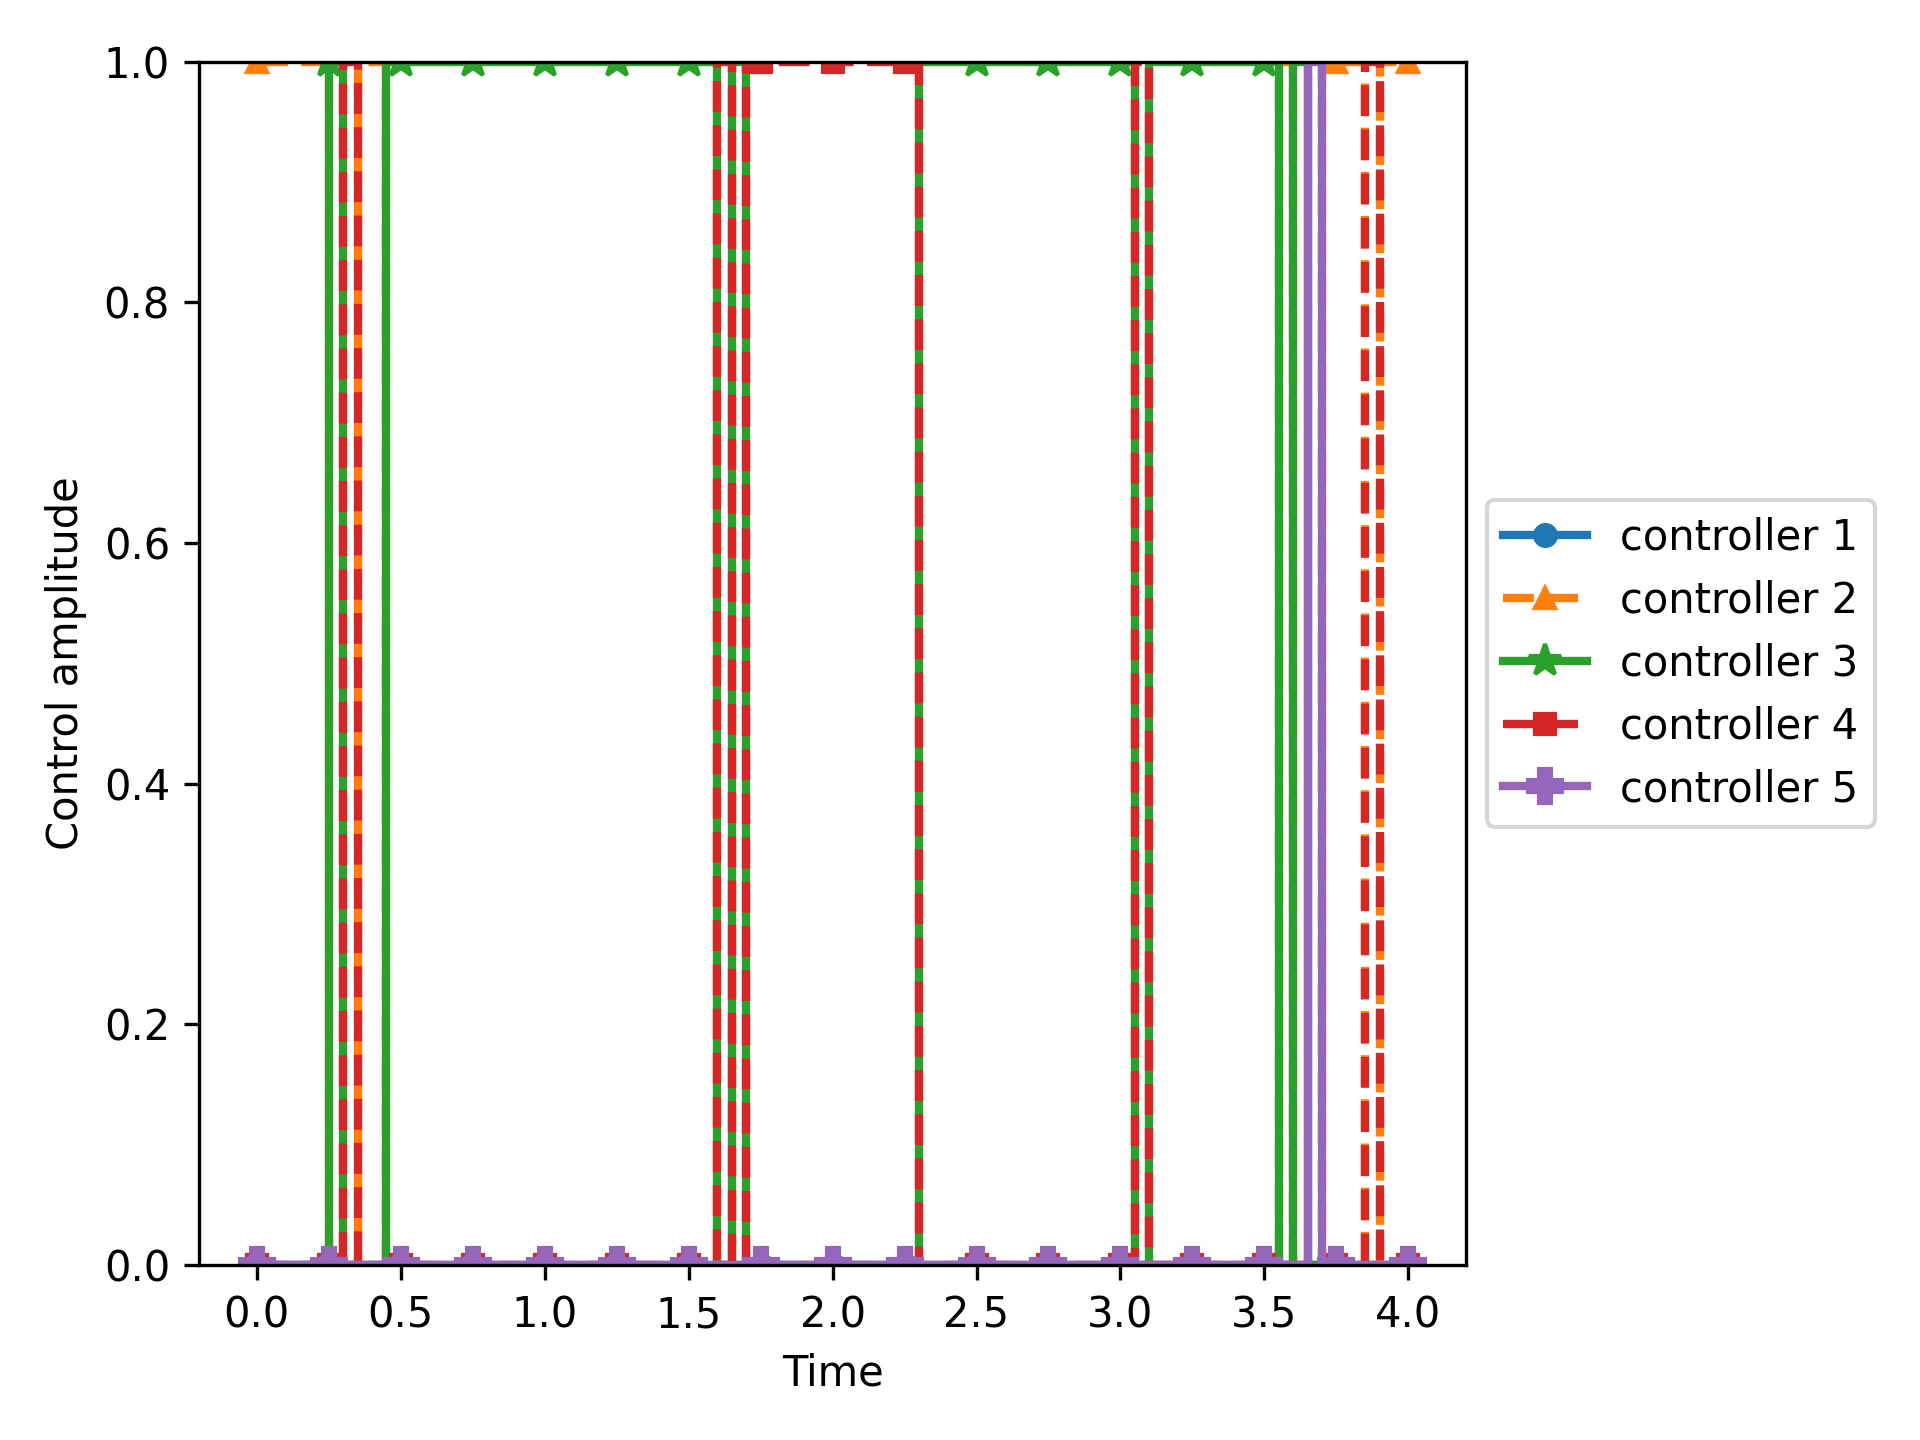 1.0
0.8
0.6
0.4
0.2
0.0
Control amplitude
0.0 0.5 1.0 1.5 2.0 2.5 3.0 3.5 4.0
Time
controller 1
controller 2
controller 3
controller 4
controller 5